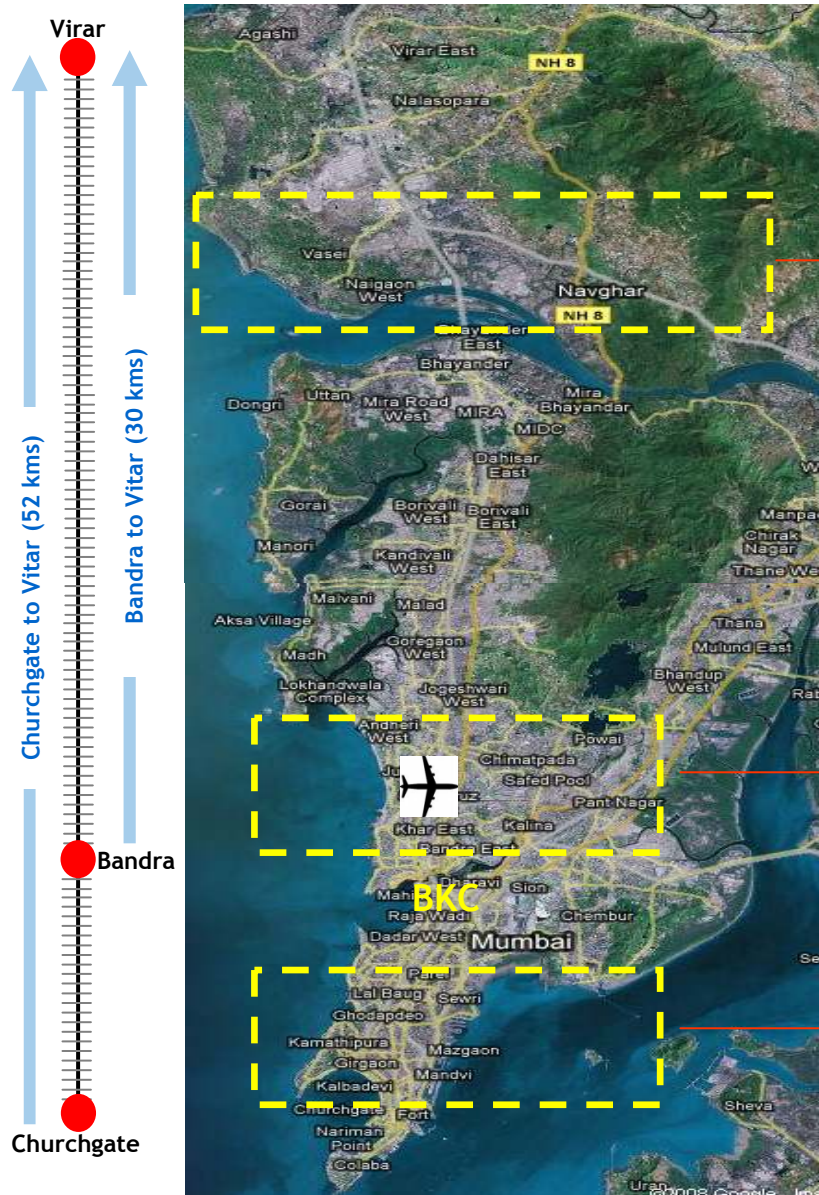 Virar
Churchgate to Vitar (52 kms)
Bandra to Vitar (30 kms)
Bandra
Churchgate
Agashi
Virar East
NH 8
Nalasopara
Vasei
Naigaon
West
Navghar
NH 8
Bhayander
East
Bhayander
Uttan
Dongri
Mira Road
West
MIRA
Mira
Bhayandar
MIDC
Dahisar
East
Gorai
Borivali
West
Borivali
East
Manori
Kandivali
West
Chirak
Nagar
Malvani
Malad
Aksa Village
Thana
Goregaon
West
Mulund East
Madh
Lokhandwala
Complex
Jogeshwari
West
Bhandup
West
Andheri
West
Powai
Chimatpada
Safed Pool
Pant Nagar
Khar East
Kalina
Bandra East
Dharavi
Sion
BKC
Raja Wadi
Chembur
Dadar West
Mumbai
Parel
Lal Baug
Sewri
Ghodapdeo
Kamathipura
Mazgaon
Girgaon
Mandvi
Kalbadevi
Churchgate
Fort
Sheva
Nariman
Point
Colaba
Uran
©2008 Google